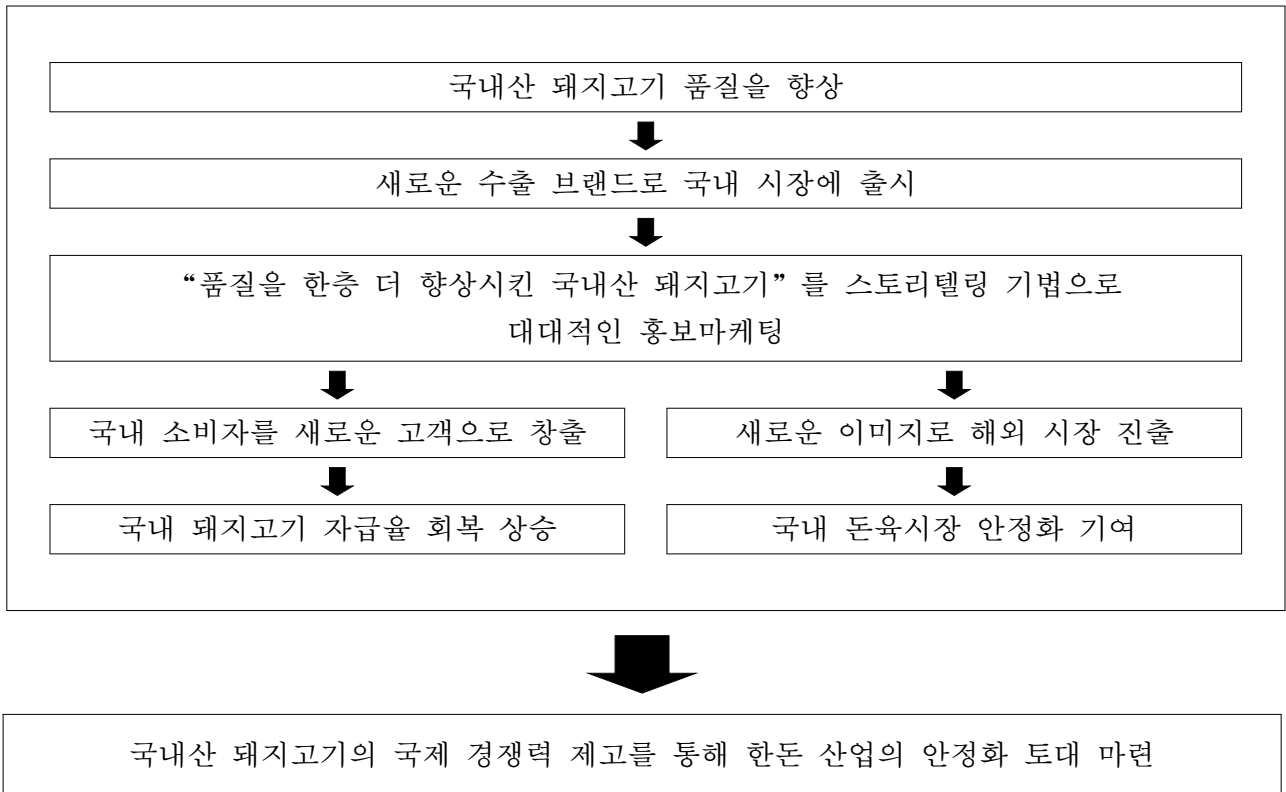 국내산 돼지고기 품질을 향상
새로운 수출 브랜드로 국내 시장에 출시
“품질을 한층 더 향상시킨 국내산 돼지고기”를 스토리텔링 기법으로
대대적인 홍보마케팅
국내 소비자를 새로운 고객으로 창출
새로운 이미지로 해외 시장 진출
국내 돼지고기 자급율 회복 상승
국내 돈육시장 안정화 기여
국내산 돼지고기의 국제 경쟁력 제고를 통해 한돈 산업의 안정화 토대 마련